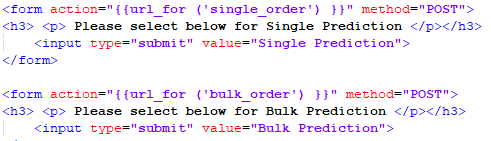 <form action="{{url_for ('single_order') }}" method="POST">
<h3> <p> Please select below for Single Prediction </p></h3>
<input type="submit" value="Single Prediction">
</form>
<form action="{{url_for ('bulk_order') }}" method="POST">
<h3> <p> Please select below for Bulk Prediction </p></h3>
<input type="submit" value="Bulk Prediction">